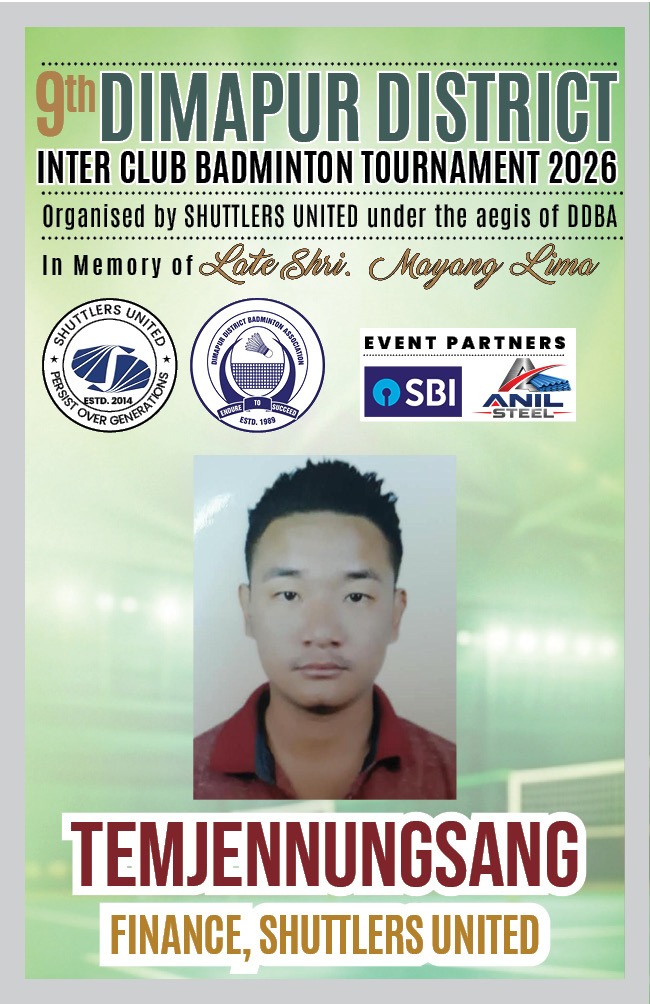 9th DIMAPUR DISTRICT
INTER CLUB BADMINTON TOURNAMENT 2026
Organised by SHUTTLERS UNITED under the aegis of DDBA
In Memory of Late Shri. Mayang Lima
SHUTTLERS UNITED
ESTD. 2014
PERSIST OVER GENERATIONS
DIMAPUR DISTRICT BADMINTON ASSOCIATION
ENDURE TO SUCCEED
ESTD. 1989
EVENT PARTNERS
SBI
ANIL
STEEL
TEMJENNUNGSANG
FINANCE, SHUTTLERS UNITED